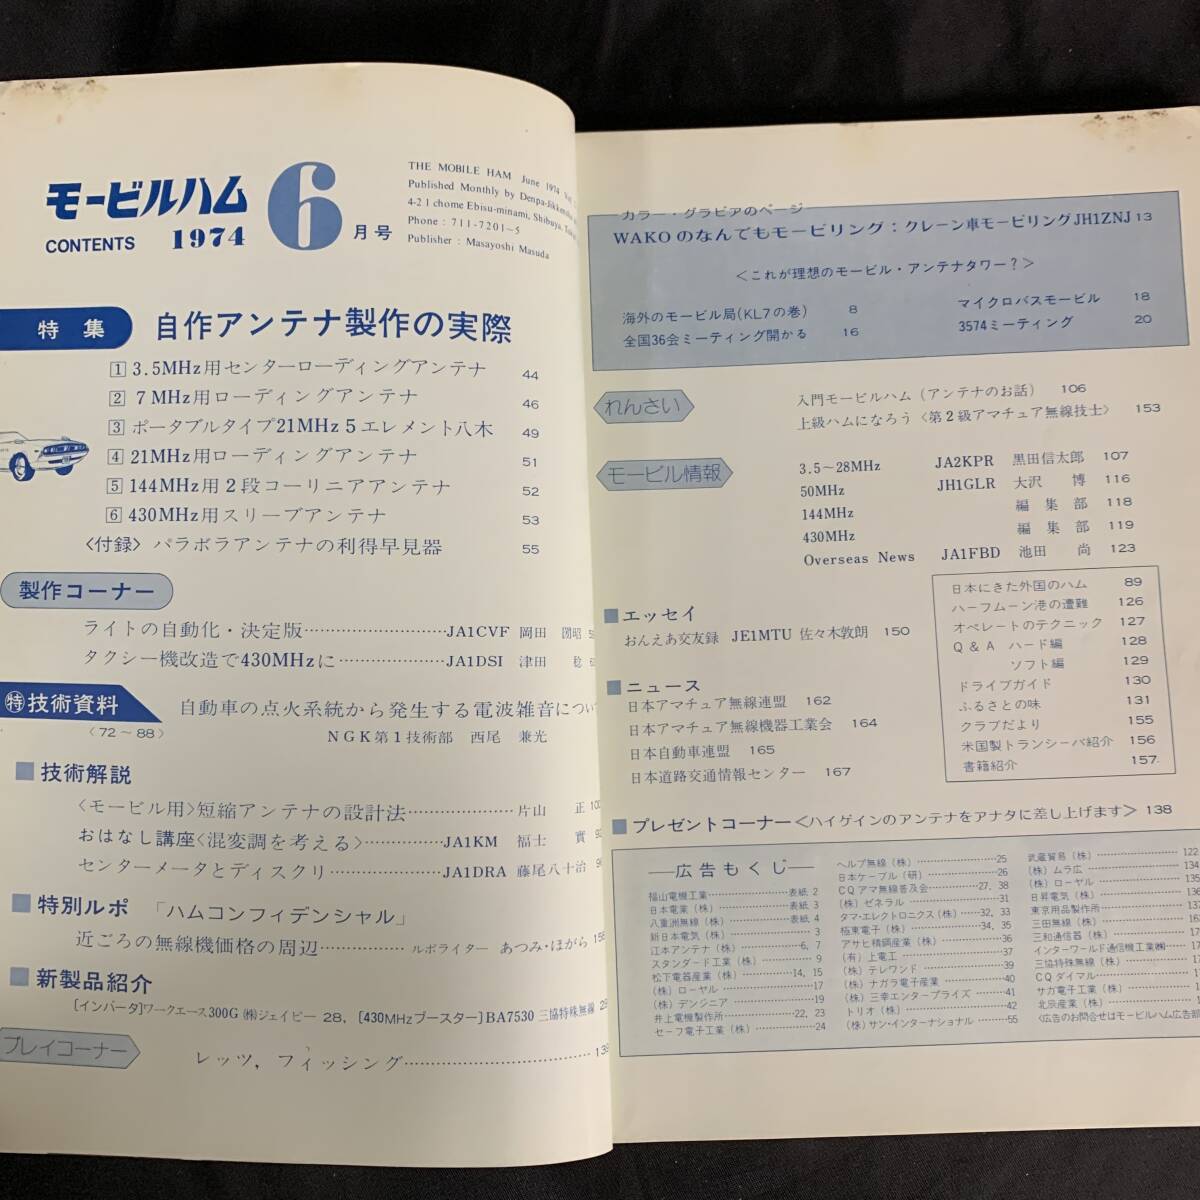 モービルハム
CONTENTS 1974 6月号
THE MOBILE HAM June 1974
Published Monthly by Denpa-Jikkensha
4-21 chome Ebisu-minami, Shibuya,
Phone : 711-7201~5
Publisher : Masayoshi Masuda
特集 自作アンテナ製作の実際
1 3.5MHz用センターローディングアンテナ 44
2 7MHz用ローディングアンテナ 46
3 ポータブルタイプ21MHz5エレメント八木 49
4 21MHz用ローディングアンテナ 51
5 144MHz用2段コーリニアアンテナ 52
6 430MHz用スリーブアンテナ 53
〈付録〉パラボラアンテナの利得早見器 55
製作コーナー
ライトの自動化・決定版 JA1CVF 岡田
タクシー機改造で430MHzに JA1DSI 津田 稔
特技術資料 自動車の点火系統から発生する電波雑音につい
〈72~88〉 NGK第1技術部 西尾 兼光
■技術解説
〈モービル用〉短縮アンテナの設計法 片山 正
おはなし講座〈混変調を考える〉 JA1KM 福士 實
センターメータとディスクリ JA1DRA 藤尾八十治
■特別ルポ 「ハムコンフィデンシャル」
近ごろの無線機価格の周辺 ルポライター あつみ・ほがら
■新製品紹介
[インバータ]ワークエース300G ㈱ジェイピー 28, [430MHzブースター]BA7530 三協特殊無線
プレイコーナー レッツ,フィッシング
カラー・グラビアのページ
WAKOのなんでもモービリング：クレーン車モービリングJH1ZNJ 13
＜これが理想のモービル・アンテナタワー？＞
海外のモービル局(KL7の巻) 8 マイクロバスモービル 18
全国36会ミーティング開かる 16 3574ミーティング 20
れんさい 入門モービルハム(アンテナのお話) 106
上級ハムになろう〈第2級アマチュア無線技士〉 153
モービル情報 3.5~28MHz JA2KPR 黒田信太郎 107
50MHz JH1GLR 大沢 博 116
144MHz 編集部 118
430MHz 編集部 119
Overseas News JA1FBD 池田 尚 123
■エッセイ
おんえあ交友録 JE1MTU 佐々木敦朗 150
■ニュース
日本アマチュア無線連盟 162
日本アマチュア無線機器工業会 164
日本自動車連盟 165
日本道路交通情報センター 167
日本にきた外国のハム 89
ハーフムーン港の遭難 126
オペレートのテクニック 127
Q & A ハード編 128
ソフト編 129
ドライブガイド 130
ふるさとの味 131
クラブだより 155
米国製トランシーバ紹介 156
書籍紹介 157
■プレゼントコーナー＜ハイゲインのアンテナをアナタに差し上げます＞ 138
広告もくじ
福山電機工業 表紙 2
日本電業(株) 表紙 3
八重洲無線(株) 表紙 4
新日本電気(株) 3
江本アンテナ(株) 6, 7
スタンダード工業(株) 9
松下電器産業(株) 14, 15
(株)ローヤル 17
(株)デンジニア 19
井上電機製作所 22, 23
セーフ電子工業(株) 24
ヘルプ無線(株) 25
日本ケーブル(研) 26
CQアマ無線普及会 27, 38
(株)ゼネラル 31
タマ・エレクトロニクス(株) 32, 33
極東電子(株) 34, 35
アサヒ精鋼産業(株) 36
(有)上電工 37
(株)テレワンド 39
(株)ナガラ電子産業 40
(株)三幸エンタープライズ 41
トリオ(株) 42
(株)サン・インターナショナル 55
武蔵貿易(株) 122
(株)ムラ広 134
(株)ローヤル 135
日昇電気(株) 136
東京用品製作所
三田無線(株)
三和通信器(株)
インターワールド通信機工業㈱
三協特殊無線(株)
CQダイマル
サガ電子工業(株)
北辰産業(株)
〈広告のお問合せはモービルハム広告部